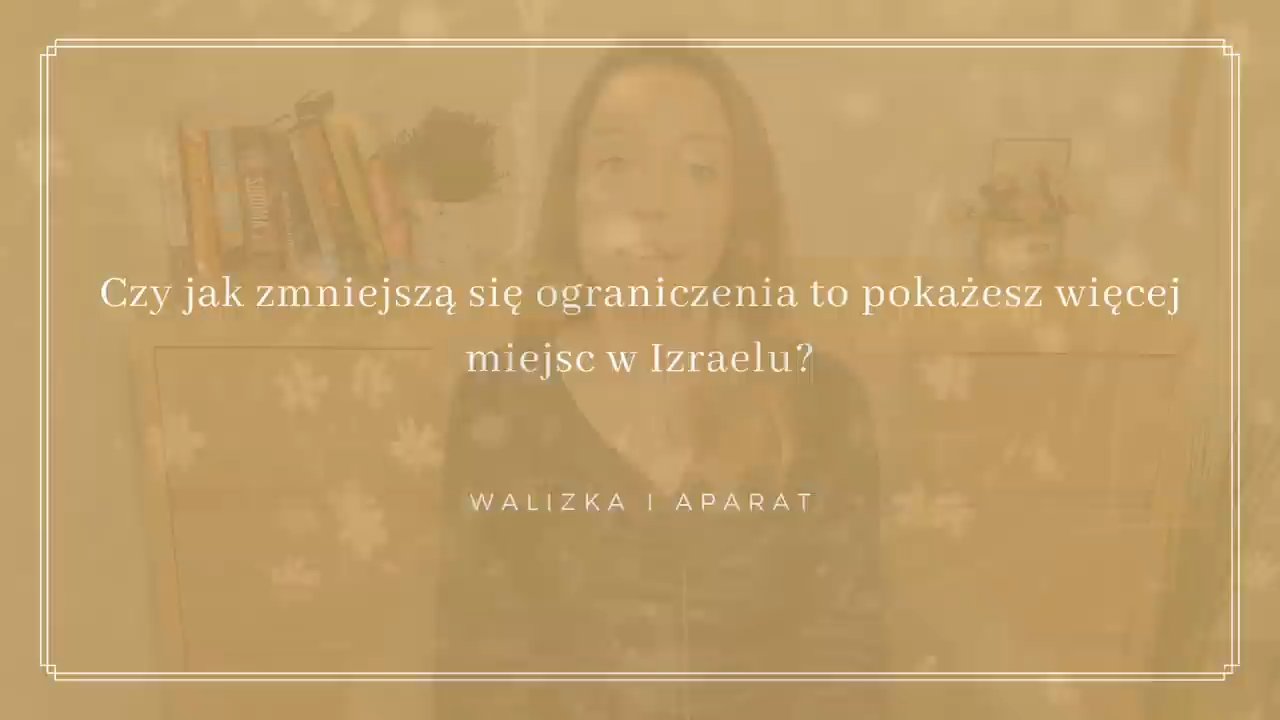 Czy jak zmniejszą się ograniczenia to pokażesz więcej
miejsc w Izraelu?
WALIZKA I APARAT